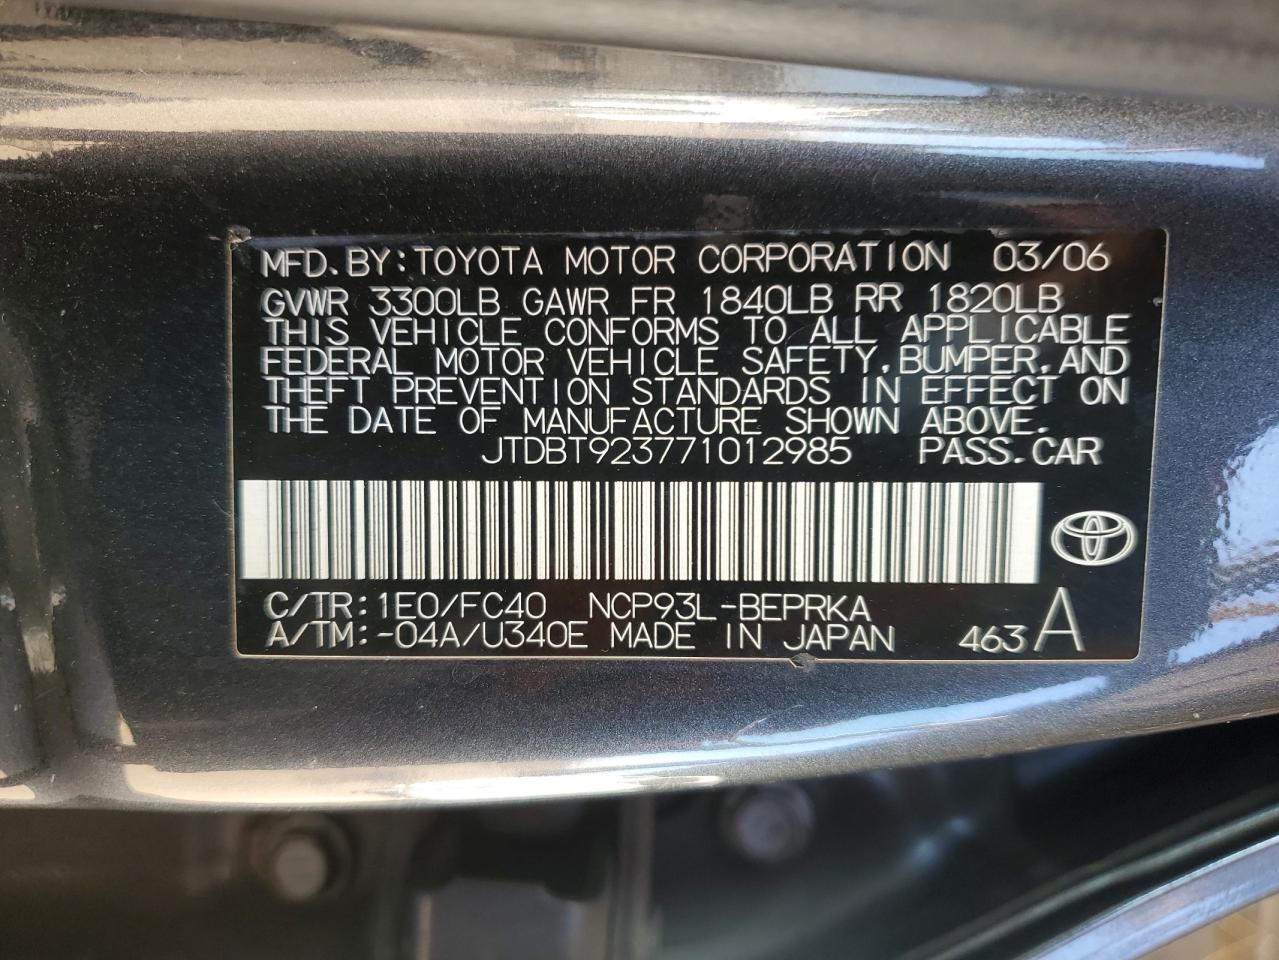 MFD.BY:TOYOTA MOTOR CORPORATION 03/06
GVWR 3300LB GAWR FR 1840LB RR 1820LB
THIS VEHICLE CONFORMS TO ALL APPLICABLE
FEDERAL MOTOR VEHICLE SAFETY,BUMPER,AND
THEFT PREVENTION STANDARDS IN EFFECT ON
THE DATE OF MANUFACTURE SHOWN ABOVE.
JTDBT923771012985 PASS.CAR
C/TR:1E0/FC40 NCP93L-BEPRKA
A/TM:-04A/U340E MADE IN JAPAN 463 A